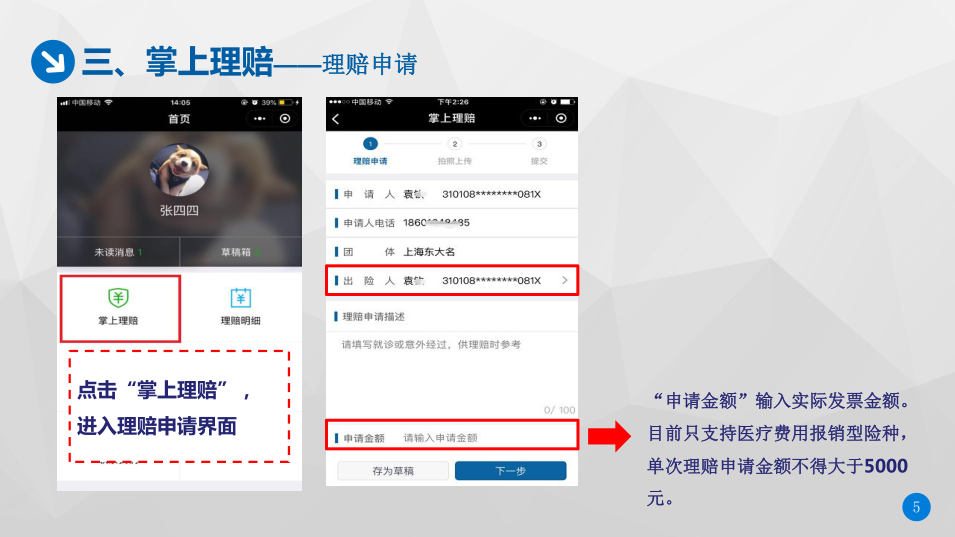 三、掌上理赔——理赔申请
中国移动 14:05 39%
首页
张四四
未读消息 1 草稿箱
掌上理赔 理赔明细
点击“掌上理赔”，
进入理赔申请界面
中国移动 下午2:26
掌上理赔
1 2 3
理赔申请 拍照上传 提交
申 请 人 袁 310108********081X
申请人电话
团 体 上海东大名
出 险 人 袁 310108********081X
理赔申请描述
请填写就诊或意外经过，供理赔时参考
0/ 100
申请金额 请输入申请金额
存为草稿 下一步
“申请金额”输入实际发票金额。
目前只支持医疗费用报销型险种，
单次理赔申请金额不得大于5000
元。
5